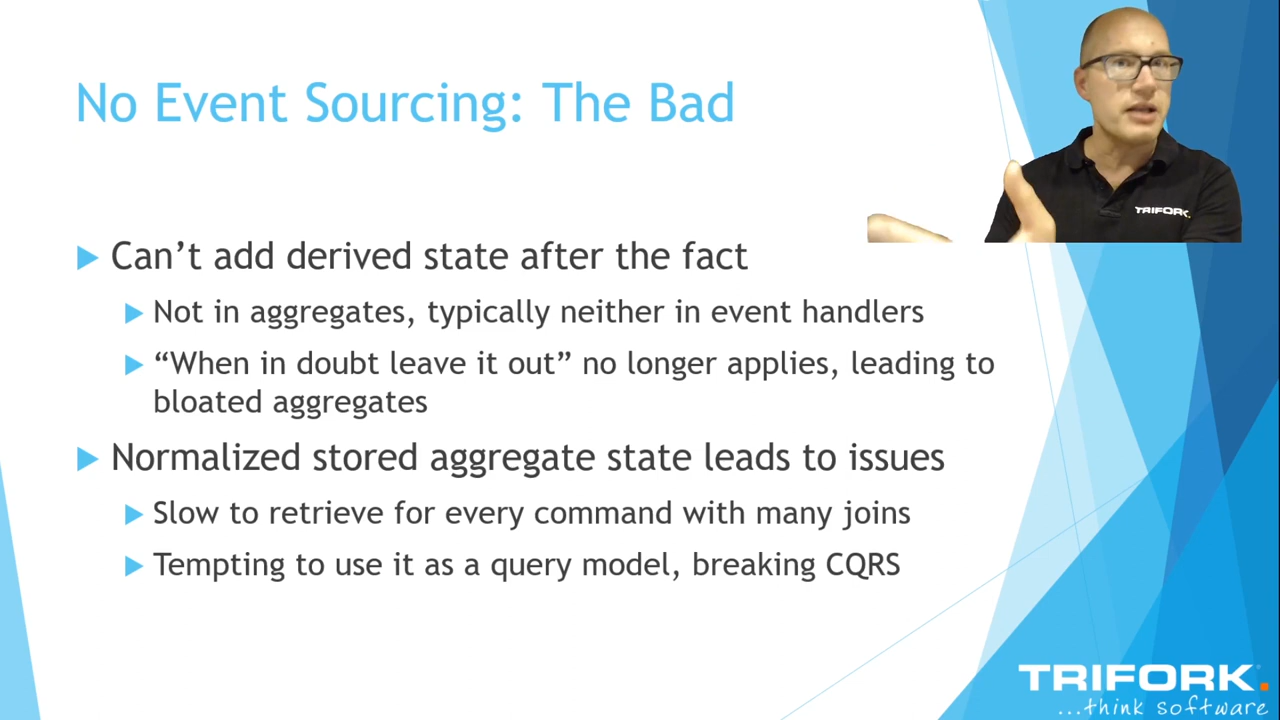 No Event Sourcing: The Bad
TRIFORK.
Can’t add derived state after the fact
Not in aggregates, typically neither in event handlers
“When in doubt leave it out” no longer applies, leading to
bloated aggregates
Normalized stored aggregate state leads to issues
Slow to retrieve for every command with many joins
Tempting to use it as a query model, breaking CQRS
TRIFORK.
...think software